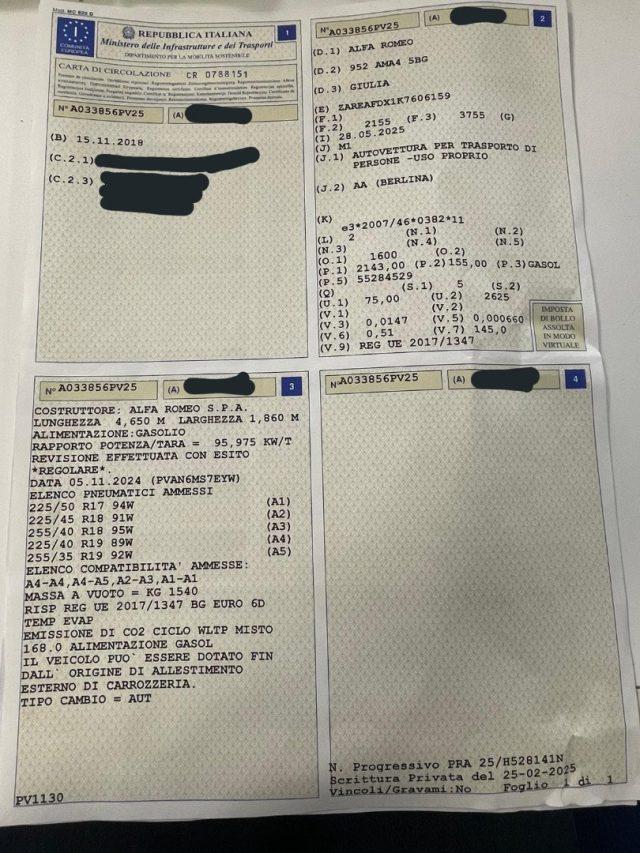 Mod. MC 820 D
COMUNITÀ
EUROPEA
I
REPUBBLICA ITALIANA
Ministero delle Infrastrutture e dei Trasporti
DIPARTIMENTO PER LA MOBILITÀ SOSTENIBILE
1
CARTA DI CIRCOLAZIONE CR 0788151
N° A033856PV25 (A)
(B) 15.11.2018
(C.2.1)
(C.2.3)
N° A033856PV25 (A) 2
(D.1) ALFA ROMEO
(D.2) 952 AMA4 5BG
(D.3) GIULIA
(E) ZAREAFDX1K7606159
(F.1)
(F.2) 2155 (F.3) 3755 (G)
(I) 28.05.2025
(J) M1
(J.1) AUTOVETTURA PER TRASPORTO DI
PERSONE -USO PROPRIO
(J.2) AA (BERLINA)
(K) e3*2007/46*0382*11
(L) 2 (N.1) (N.2)
(N.3) (N.4) (N.5)
(O.1) 1600 (O.2)
(P.1) 2143,00 (P.2)155,00 (P.3)GASOL
(P.5) 55284529
(Q) (S.1) 5 (S.2)
(U.1) 75,00 (U.2) 2625
(V.1) (V.2)
(V.3) 0,0147 (V.5) 0,000660
(V.6) 0,51 (V.7) 145,0
(V.9) REG UE 2017/1347
IMPOSTA
DI BOLLO
ASSOLTA
IN MODO
VIRTUALE
N° A033856PV25 (A) 3
COSTRUTTORE: ALFA ROMEO S.P.A.
LUNGHEZZA 4,650 M LARGHEZZA 1,860 M
ALIMENTAZIONE:GASOLIO
RAPPORTO POTENZA/TARA = 95,975 KW/T
REVISIONE EFFETTUATA CON ESITO
*REGOLARE*.
DATA 05.11.2024 (PVAN6MS7EYW)
ELENCO PNEUMATICI AMMESSI
225/50 R17 94W (A1)
225/45 R18 91W (A2)
255/40 R18 95W (A3)
225/40 R19 89W (A4)
255/35 R19 92W (A5)
ELENCO COMPATIBILITA' AMMESSE:
A4-A4,A4-A5,A2-A3,A1-A1
MASSA A VUOTO = KG 1540
RISP REG UE 2017/1347 BG EURO 6D
TEMP EVAP
EMISSIONE DI CO2 CICLO WLTP MISTO
168.0 ALIMENTAZIONE GASOL
IL VEICOLO PUO` ESSERE DOTATO FIN
DALL` ORIGINE DI ALLESTIMENTO
ESTERNO DI CARROZZERIA.
TIPO CAMBIO = AUT
PV1130
N° A033856PV25 (A) 4
N. Progressivo PRA 25/H528141N
Scrittura Privata del 25-02-2025
Vincoli/Gravami:No Foglio 1 di 1